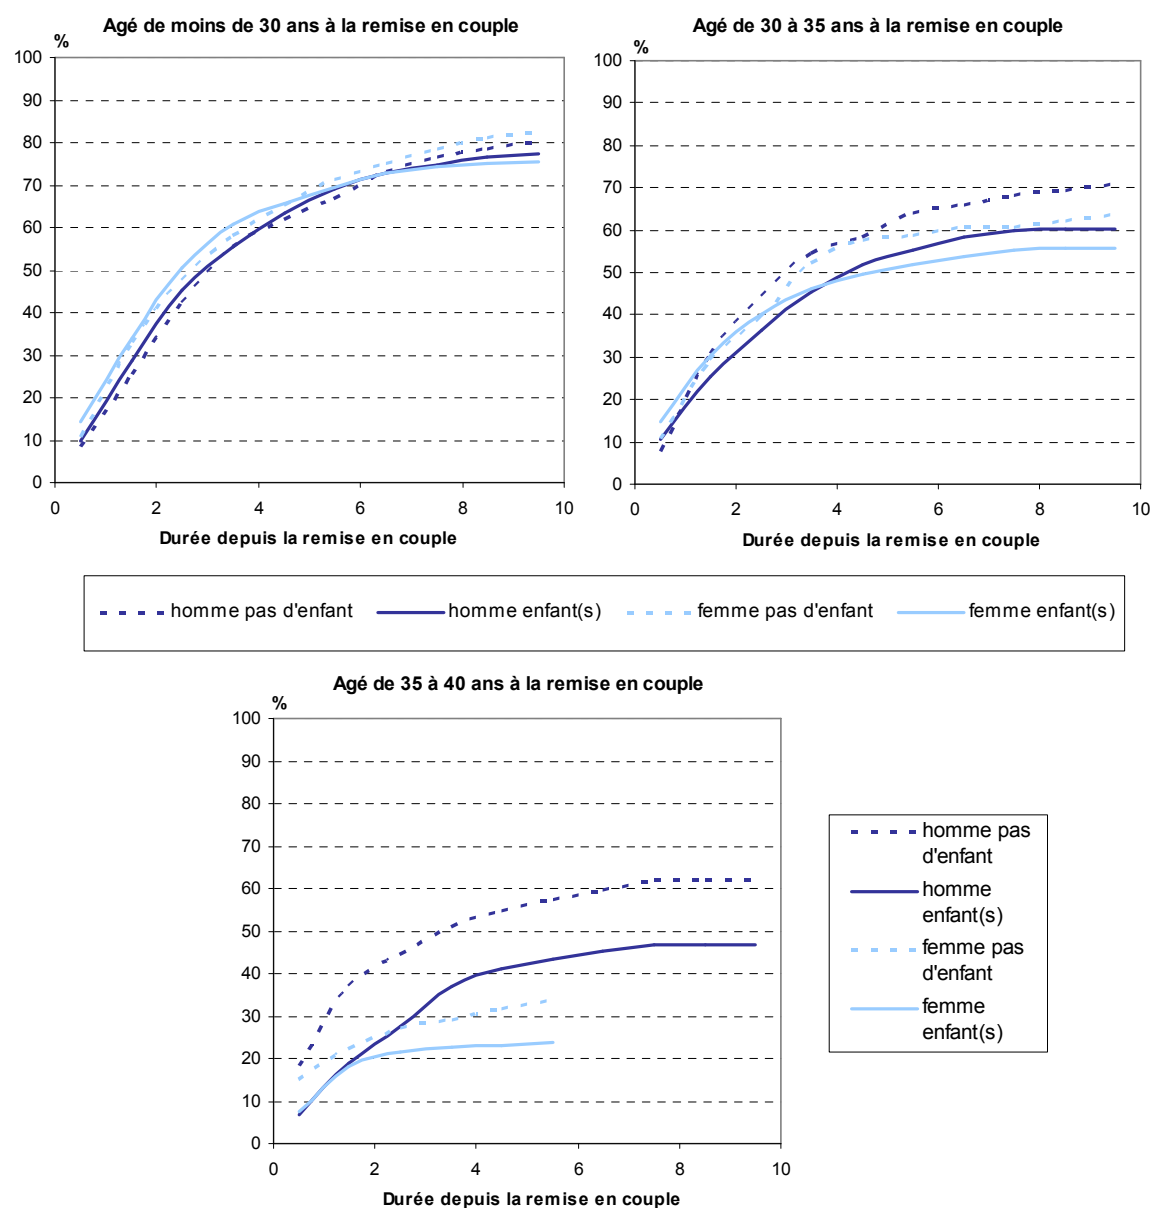 Agé de moins de 30 ans à la remise en couple
%
100
90
80
70
60
50
40
30
20
10
0
0 2 4 6 8 10
Durée depuis la remise en couple
Agé de 30 à 35 ans à la remise en couple
%
100
90
80
70
60
50
40
30
20
10
0
0 2 4 6 8 10
Durée depuis la remise en couple
homme pas d'enfant homme enfant(s) femme pas d'enfant femme enfant(s)
Agé de 35 à 40 ans à la remise en couple
%
100
90
80
70
60
50
40
30
20
10
0
0 2 4 6 8 10
Durée depuis la remise en couple
homme pas
d'enfant
homme
enfant(s)
femme pas
d'enfant
femme
enfant(s)